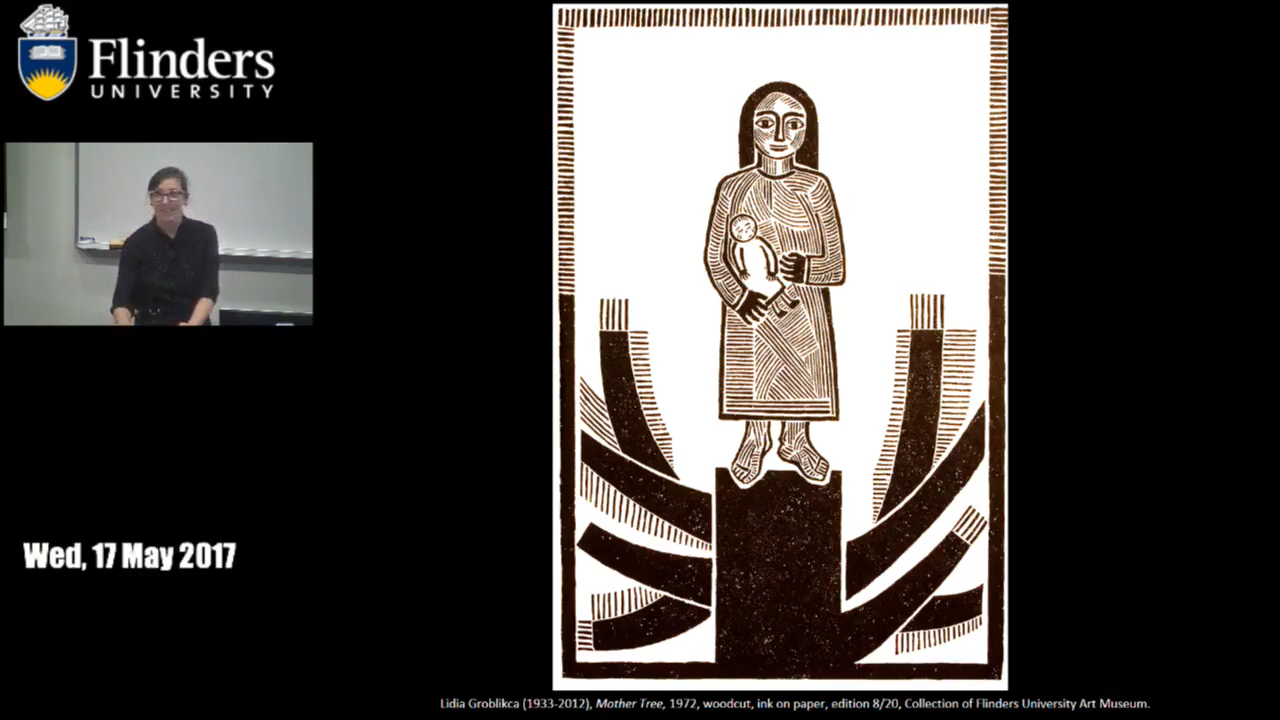 Flinders
UNIVERSITY
Wed, 17 May 2017
Lidia Groblikca (1933-2012), Mother Tree, 1972, woodcut, ink on paper, edition 8/20, Collection of Flinders University Art Museum.